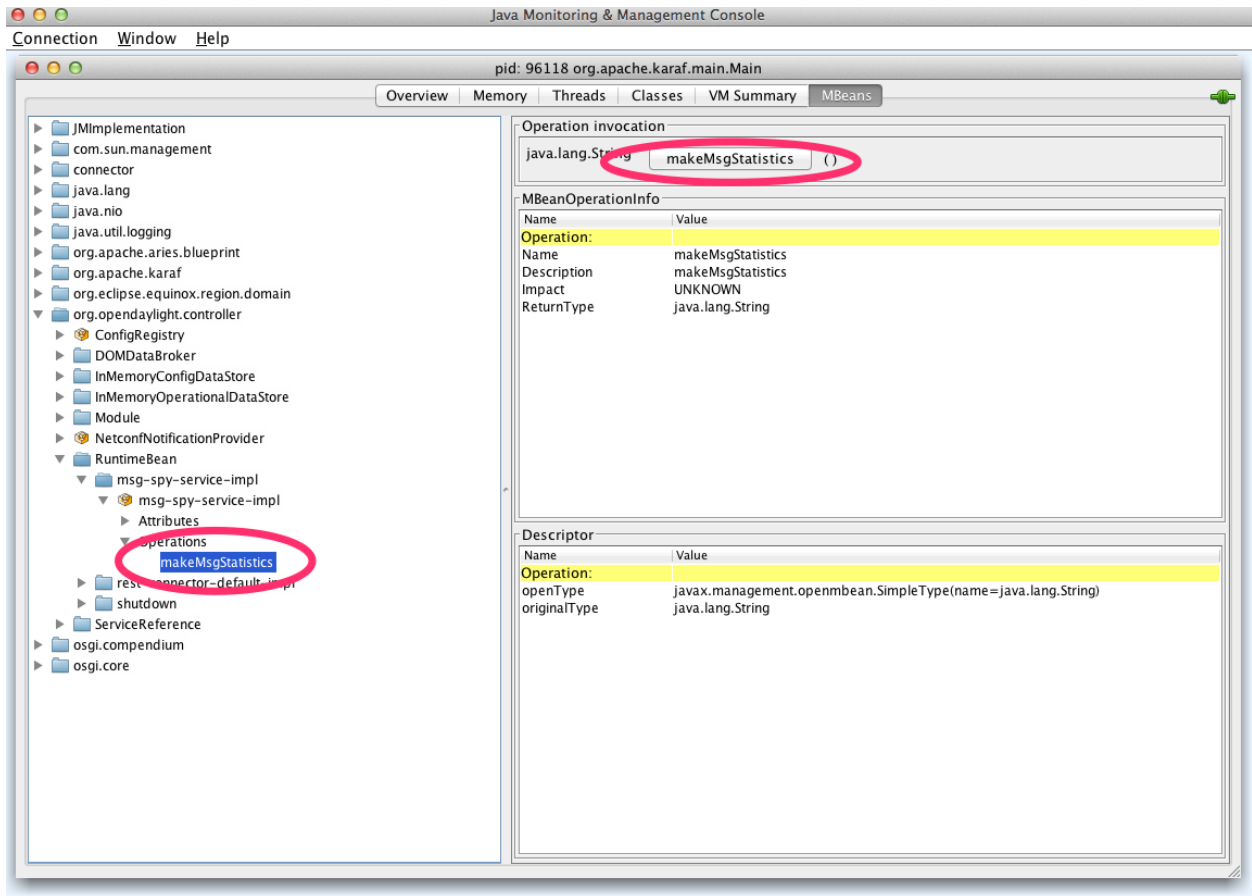 Java Monitoring & Management Console
Connection Window Help
pid: 96118 org.apache.karaf.main.Main
Overview Memory Threads Classes VM Summary MBeans
JMImplementation
com.sun.management
connector
java.lang
java.nio
java.util.logging
org.apache.aries.blueprint
org.apache.karaf
org.eclipse.equinox.region.domain
org.opendaylight.controller
ConfigRegistry
DOMDataBroker
InMemoryConfigDataStore
InMemoryOperationalDataStore
Module
NetconfNotificationProvider
RuntimeBean
msg-spy-service-impl
msg-spy-service-impl
Attributes
Operations
makeMsgStatistics
rest-connector-default-impl
shutdown
ServiceReference
osgi.compendium
osgi.core
Operation invocation
java.lang.String makeMsgStatistics ()
MBeanOperationInfo
Name Value
Operation:
Name makeMsgStatistics
Description makeMsgStatistics
Impact UNKNOWN
ReturnType java.lang.String
Descriptor
Name Value
Operation:
openType javax.management.openmbean.SimpleType(name=java.lang.String)
originalType java.lang.String